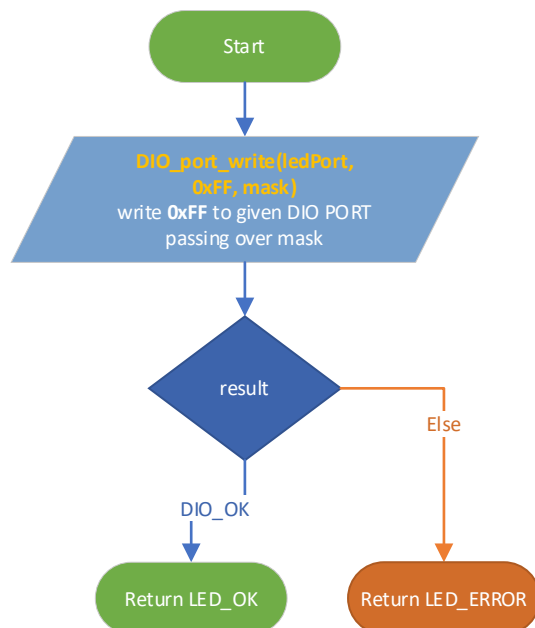 Start
DIO_port_write(ledPort,
0xFF, mask)
write 0xFF to given DIO PORT
passing over mask
result
Else
DIO_OK
Return LED_OK
Return LED_ERROR